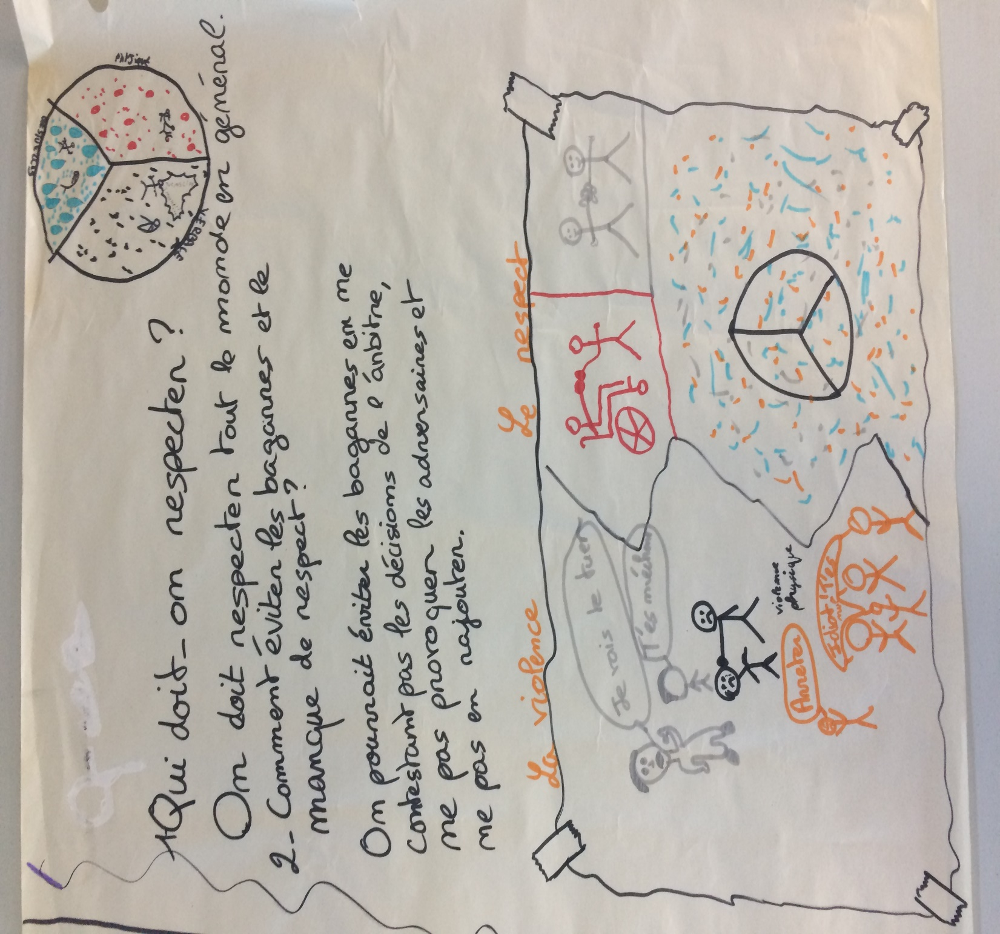 1-Qui doit-on respecter ?
On doit respecter tout le monde en général.
2-Comment éviter les bagarres et le
manque de respect ?
On pourrait éviter les bagarres en ne
contestant pas les décisions de l'arbitre,
ne pas provoquer les adversaires et
ne pas en rajouter.
La violence
Le respect
Je vais te tuer
T'es méchant
violence
physique
Arreter
Idiot ! T'es